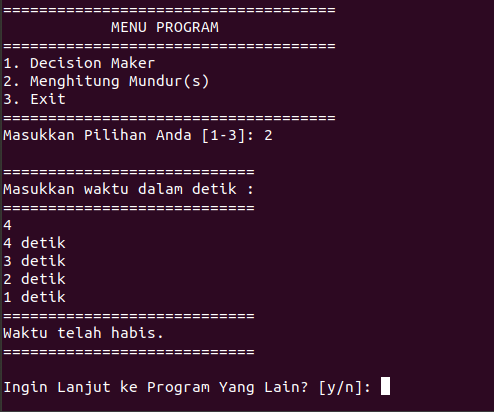 =====================================
MENU PROGRAM
=====================================
1. Decision Maker
2. Menghitung Mundur(s)
3. Exit
=====================================
Masukkan Pilihan Anda [1-3]: 2
============================
Masukkan waktu dalam detik :
============================
4
4 detik
3 detik
2 detik
1 detik
============================
Waktu telah habis.
============================
Ingin Lanjut ke Program Yang Lain? [y/n]: